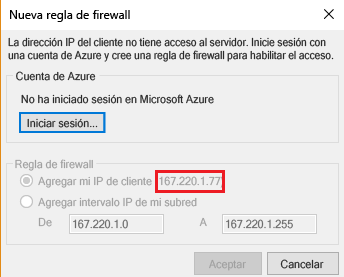 Nueva regla de firewall
La dirección IP del cliente no tiene acceso al servidor. Inicie sesión con
una cuenta de Azure y cree una regla de firewall para habilitar el acceso.
Cuenta de Azure
No ha iniciado sesión en Microsoft Azure
Iniciar sesión...
Regla de firewall
Agregar mi IP de cliente 167.220.1.77
Agregar intervalo IP de mi subred
De 167.220.1.0 A 167.220.1.255
Aceptar Cancelar